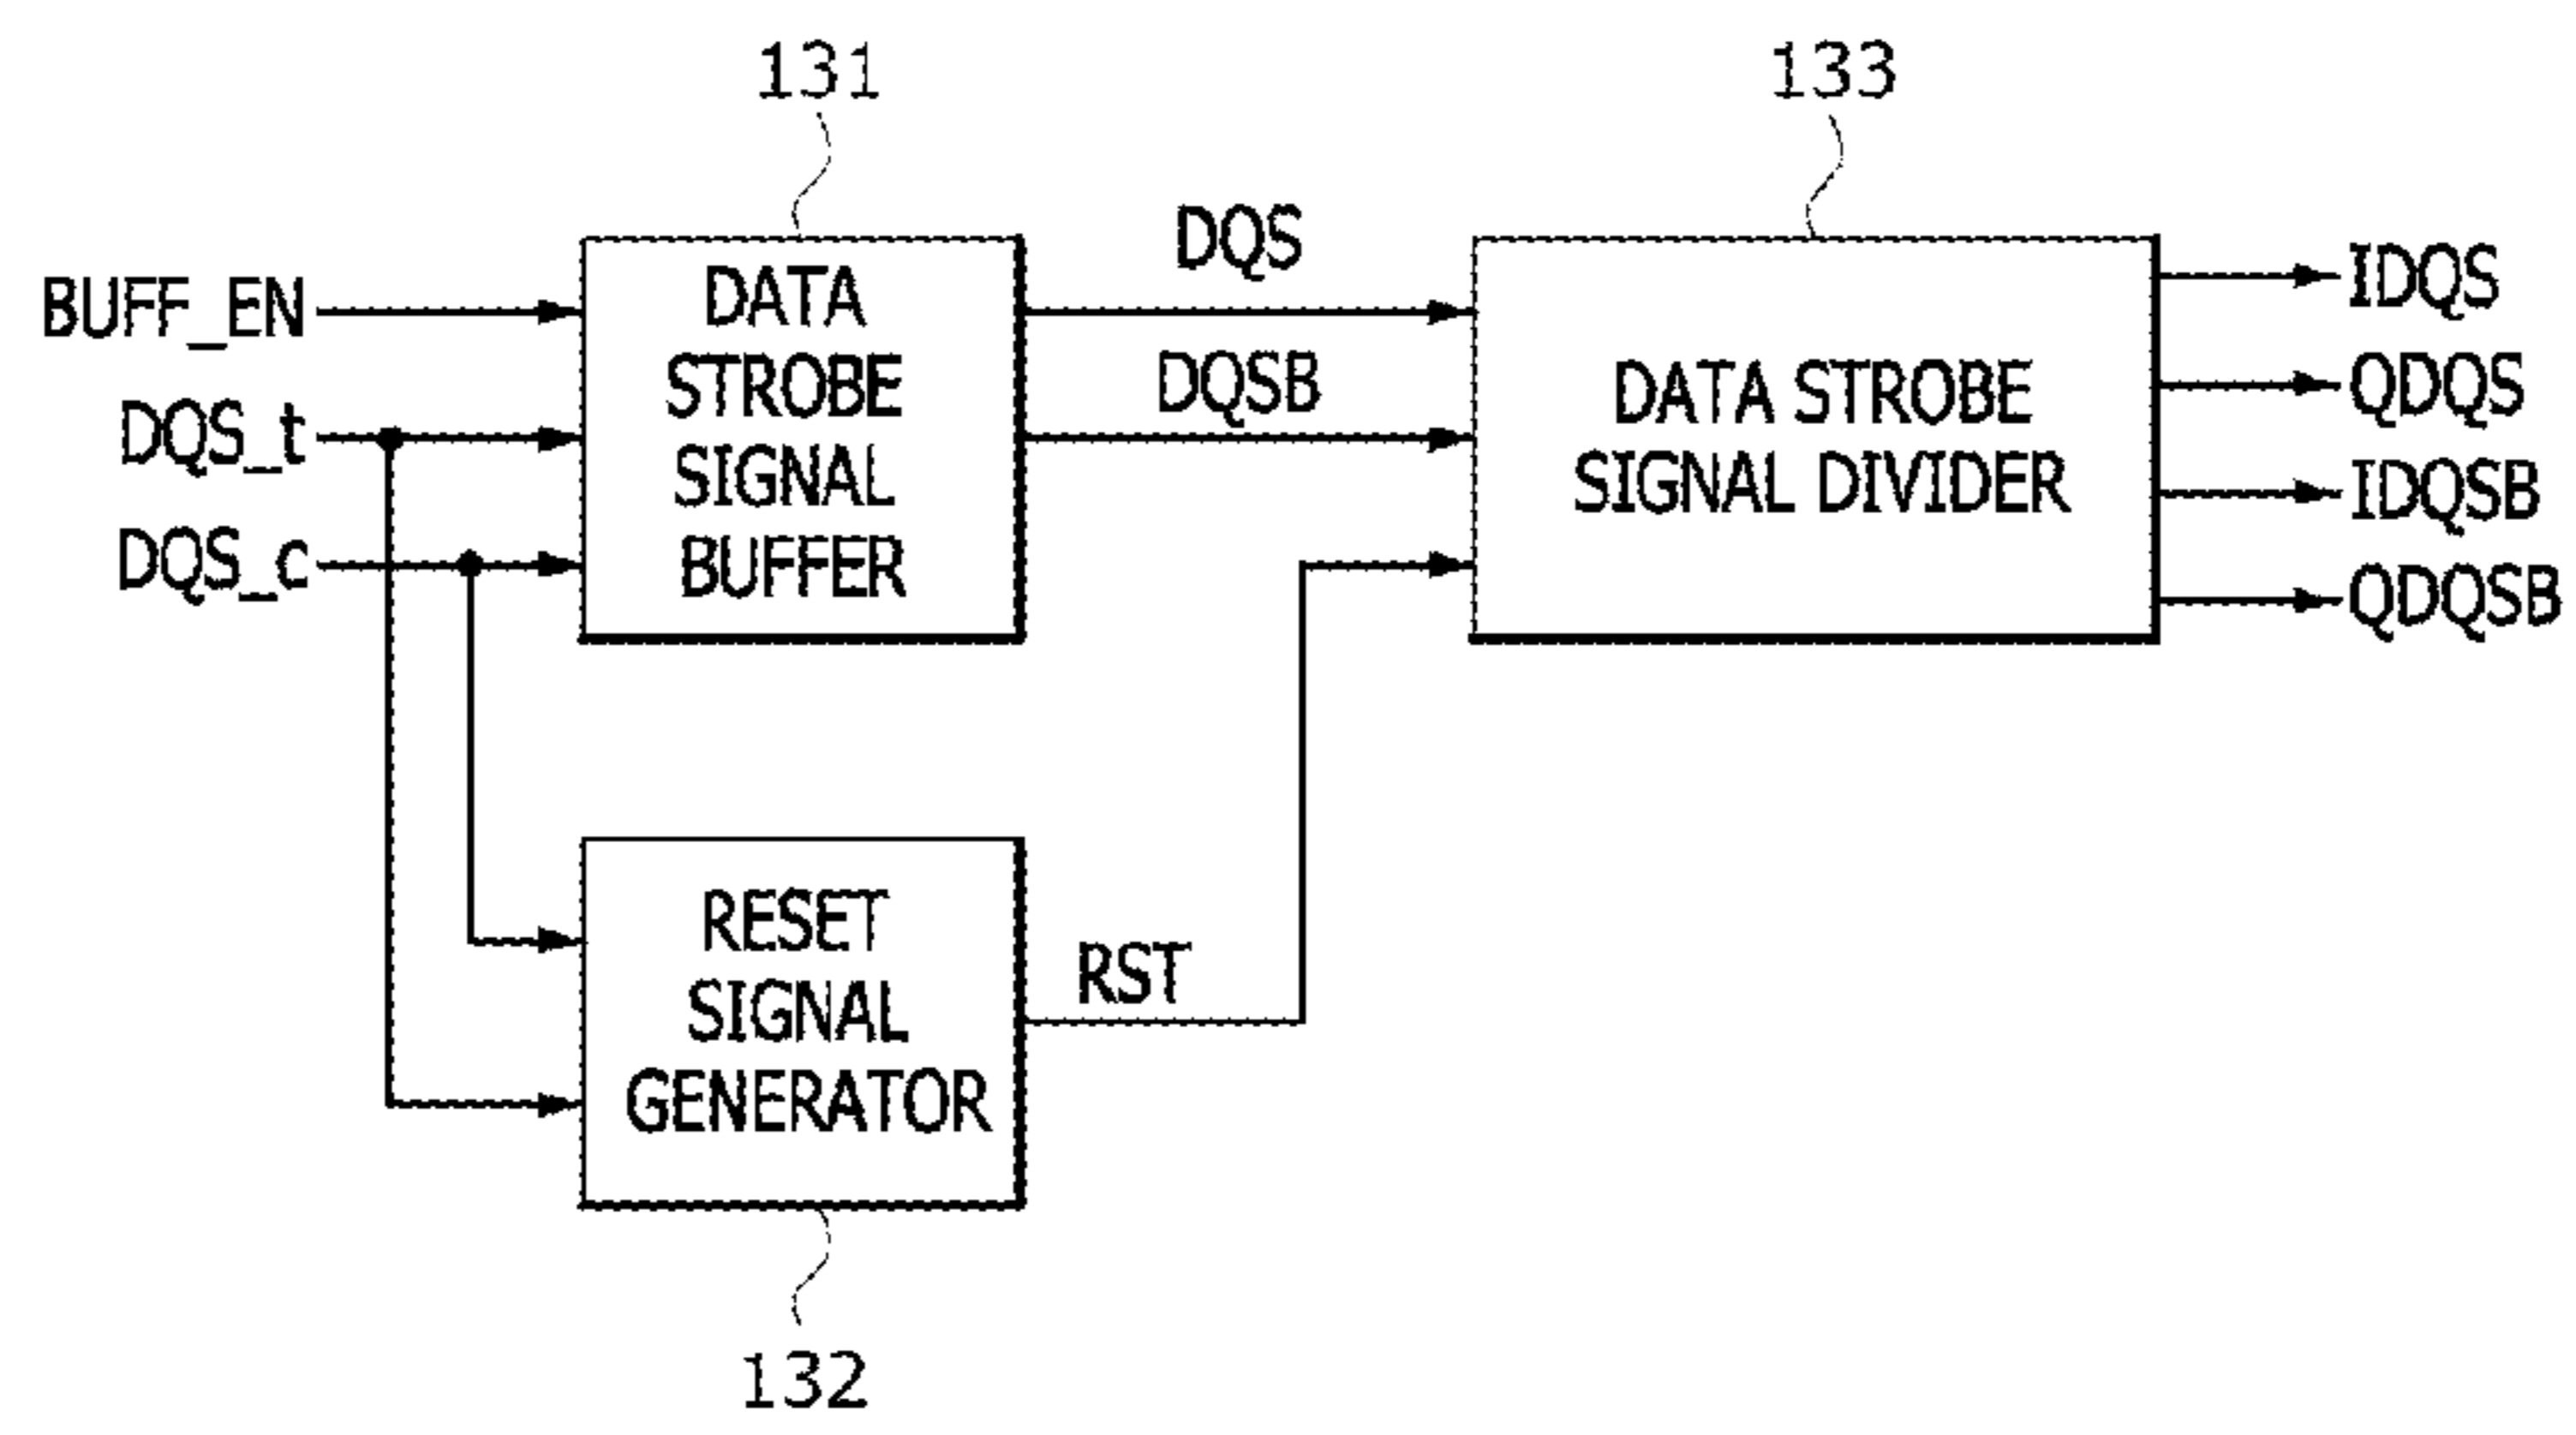 131
133
BUFF_EN
DQS_t
DQS_c
DATA
STROBE
SIGNAL
BUFFER
DQS
DQSB
DATA STROBE
SIGNAL DIVIDER
IDQS
QDQS
IDQSB
QDQSB
RESET
SIGNAL
GENERATOR
RST
132